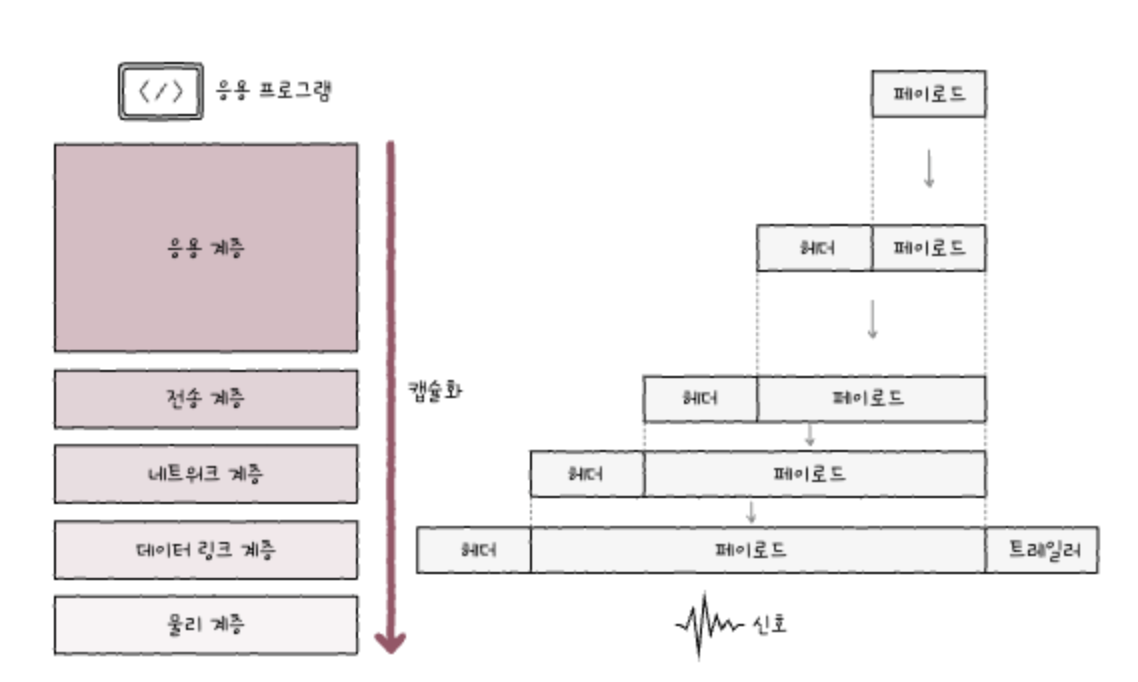 </> 응용 프로그램
페이로드
응용 계층
헤더 페이로드
전송 계층
캡슐화
헤더 페이로드
네트워크 계층
헤더 페이로드
데이터 링크 계층
헤더 페이로드 트레일러
물리 계층
신호